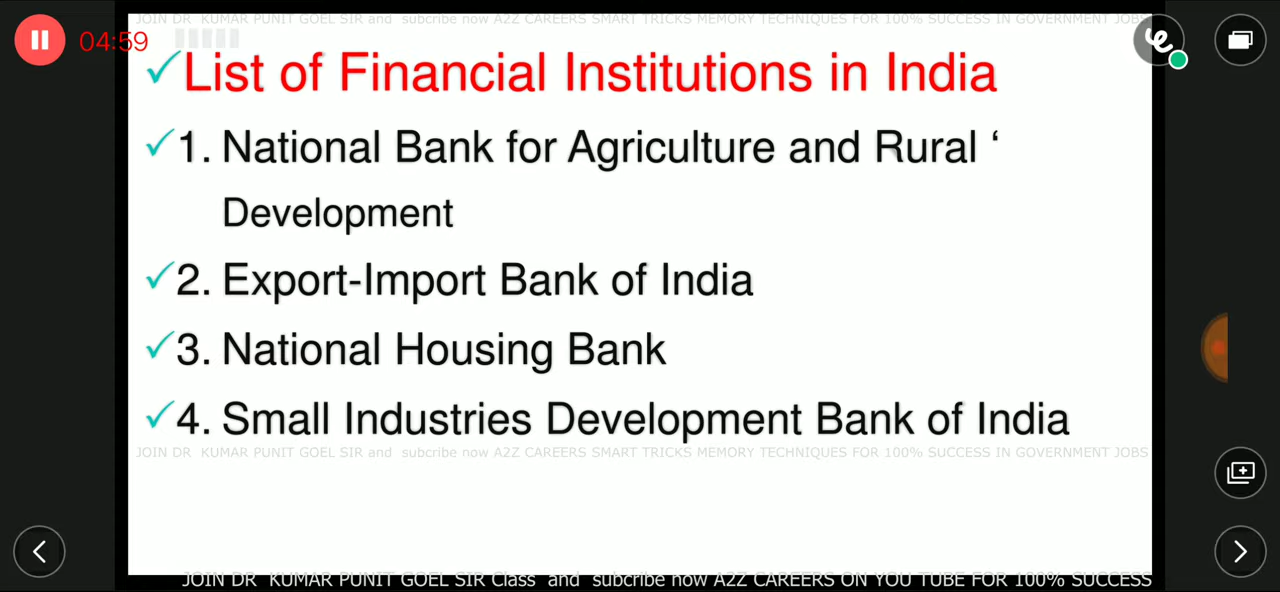 JOIN DR KUMAR PUNIT GOEL SIR and subcribe now A2Z CAREERS SMART TRICKS MEMORY TECHNIQUES FOR 100% SUCCESS IN GOVERNMENT JOBS
04:59
✓List of Financial Institutions in India
✓1. National Bank for Agriculture and Rural ‘
Development
✓2. Export-Import Bank of India
✓3. National Housing Bank
✓4. Small Industries Development Bank of India
JOIN DR KUMAR PUNIT GOEL SIR and subcribe now A2Z CAREERS SMART TRICKS MEMORY TECHNIQUES FOR 100% SUCCESS IN GOVERNMENT JOBS
JOIN DR KUMAR PUNIT GOEL SIR Class and subcribe now A2Z CAREERS ON YOU TUBE FOR 100% SUCCESS